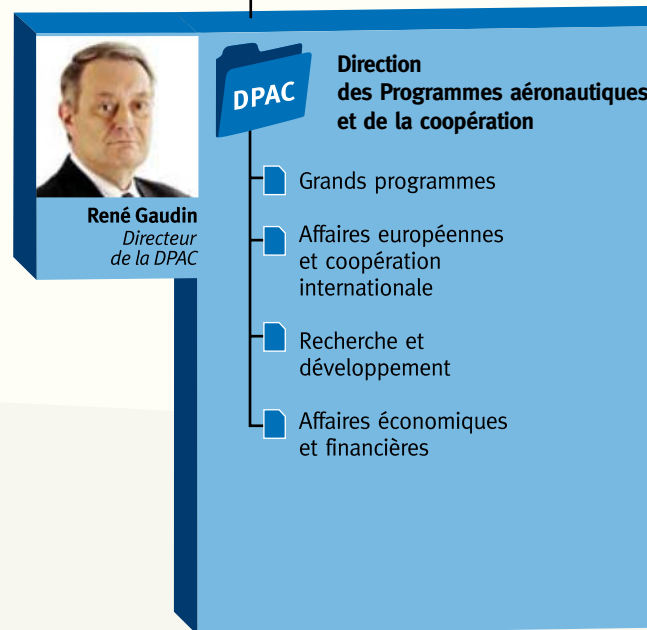 DPAC
Direction
des Programmes aéronautiques
et de la coopération
René Gaudin
Directeur
de la DPAC
Grands programmes
Affaires européennes
et coopération
internationale
Recherche et
développement
Affaires économiques
et financières